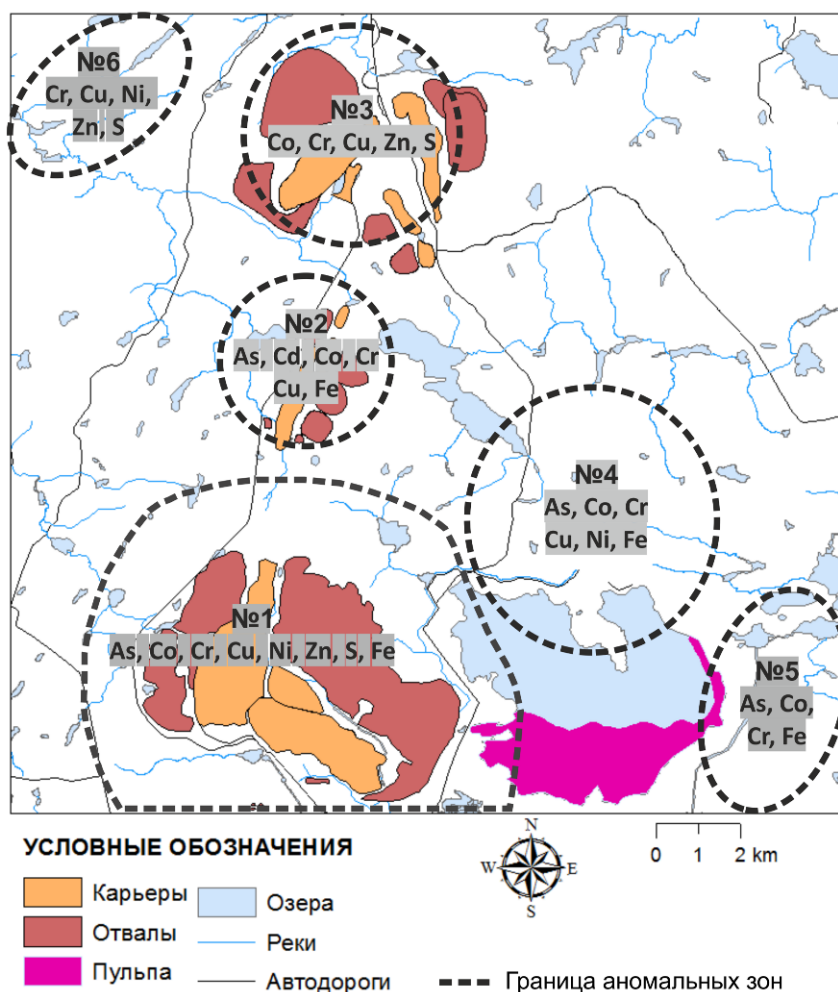 №6
Cr, Cu, Ni,
Zn, S
№3
Co, Cr, Cu, Zn, S
№2
As, Cd, Co, Cr
Cu, Fe
№4
As, Co, Cr
Cu, Ni, Fe
№1
As, Co, Cr, Cu, Ni, Zn, S, Fe
№5
As, Co,
Cr, Fe
УСЛОВНЫЕ ОБОЗНАЧЕНИЯ
Карьеры
Отвалы
Пульпа
Озера
Реки
Автодороги
N
W E
S
0 1 2 km
Граница аномальных зон